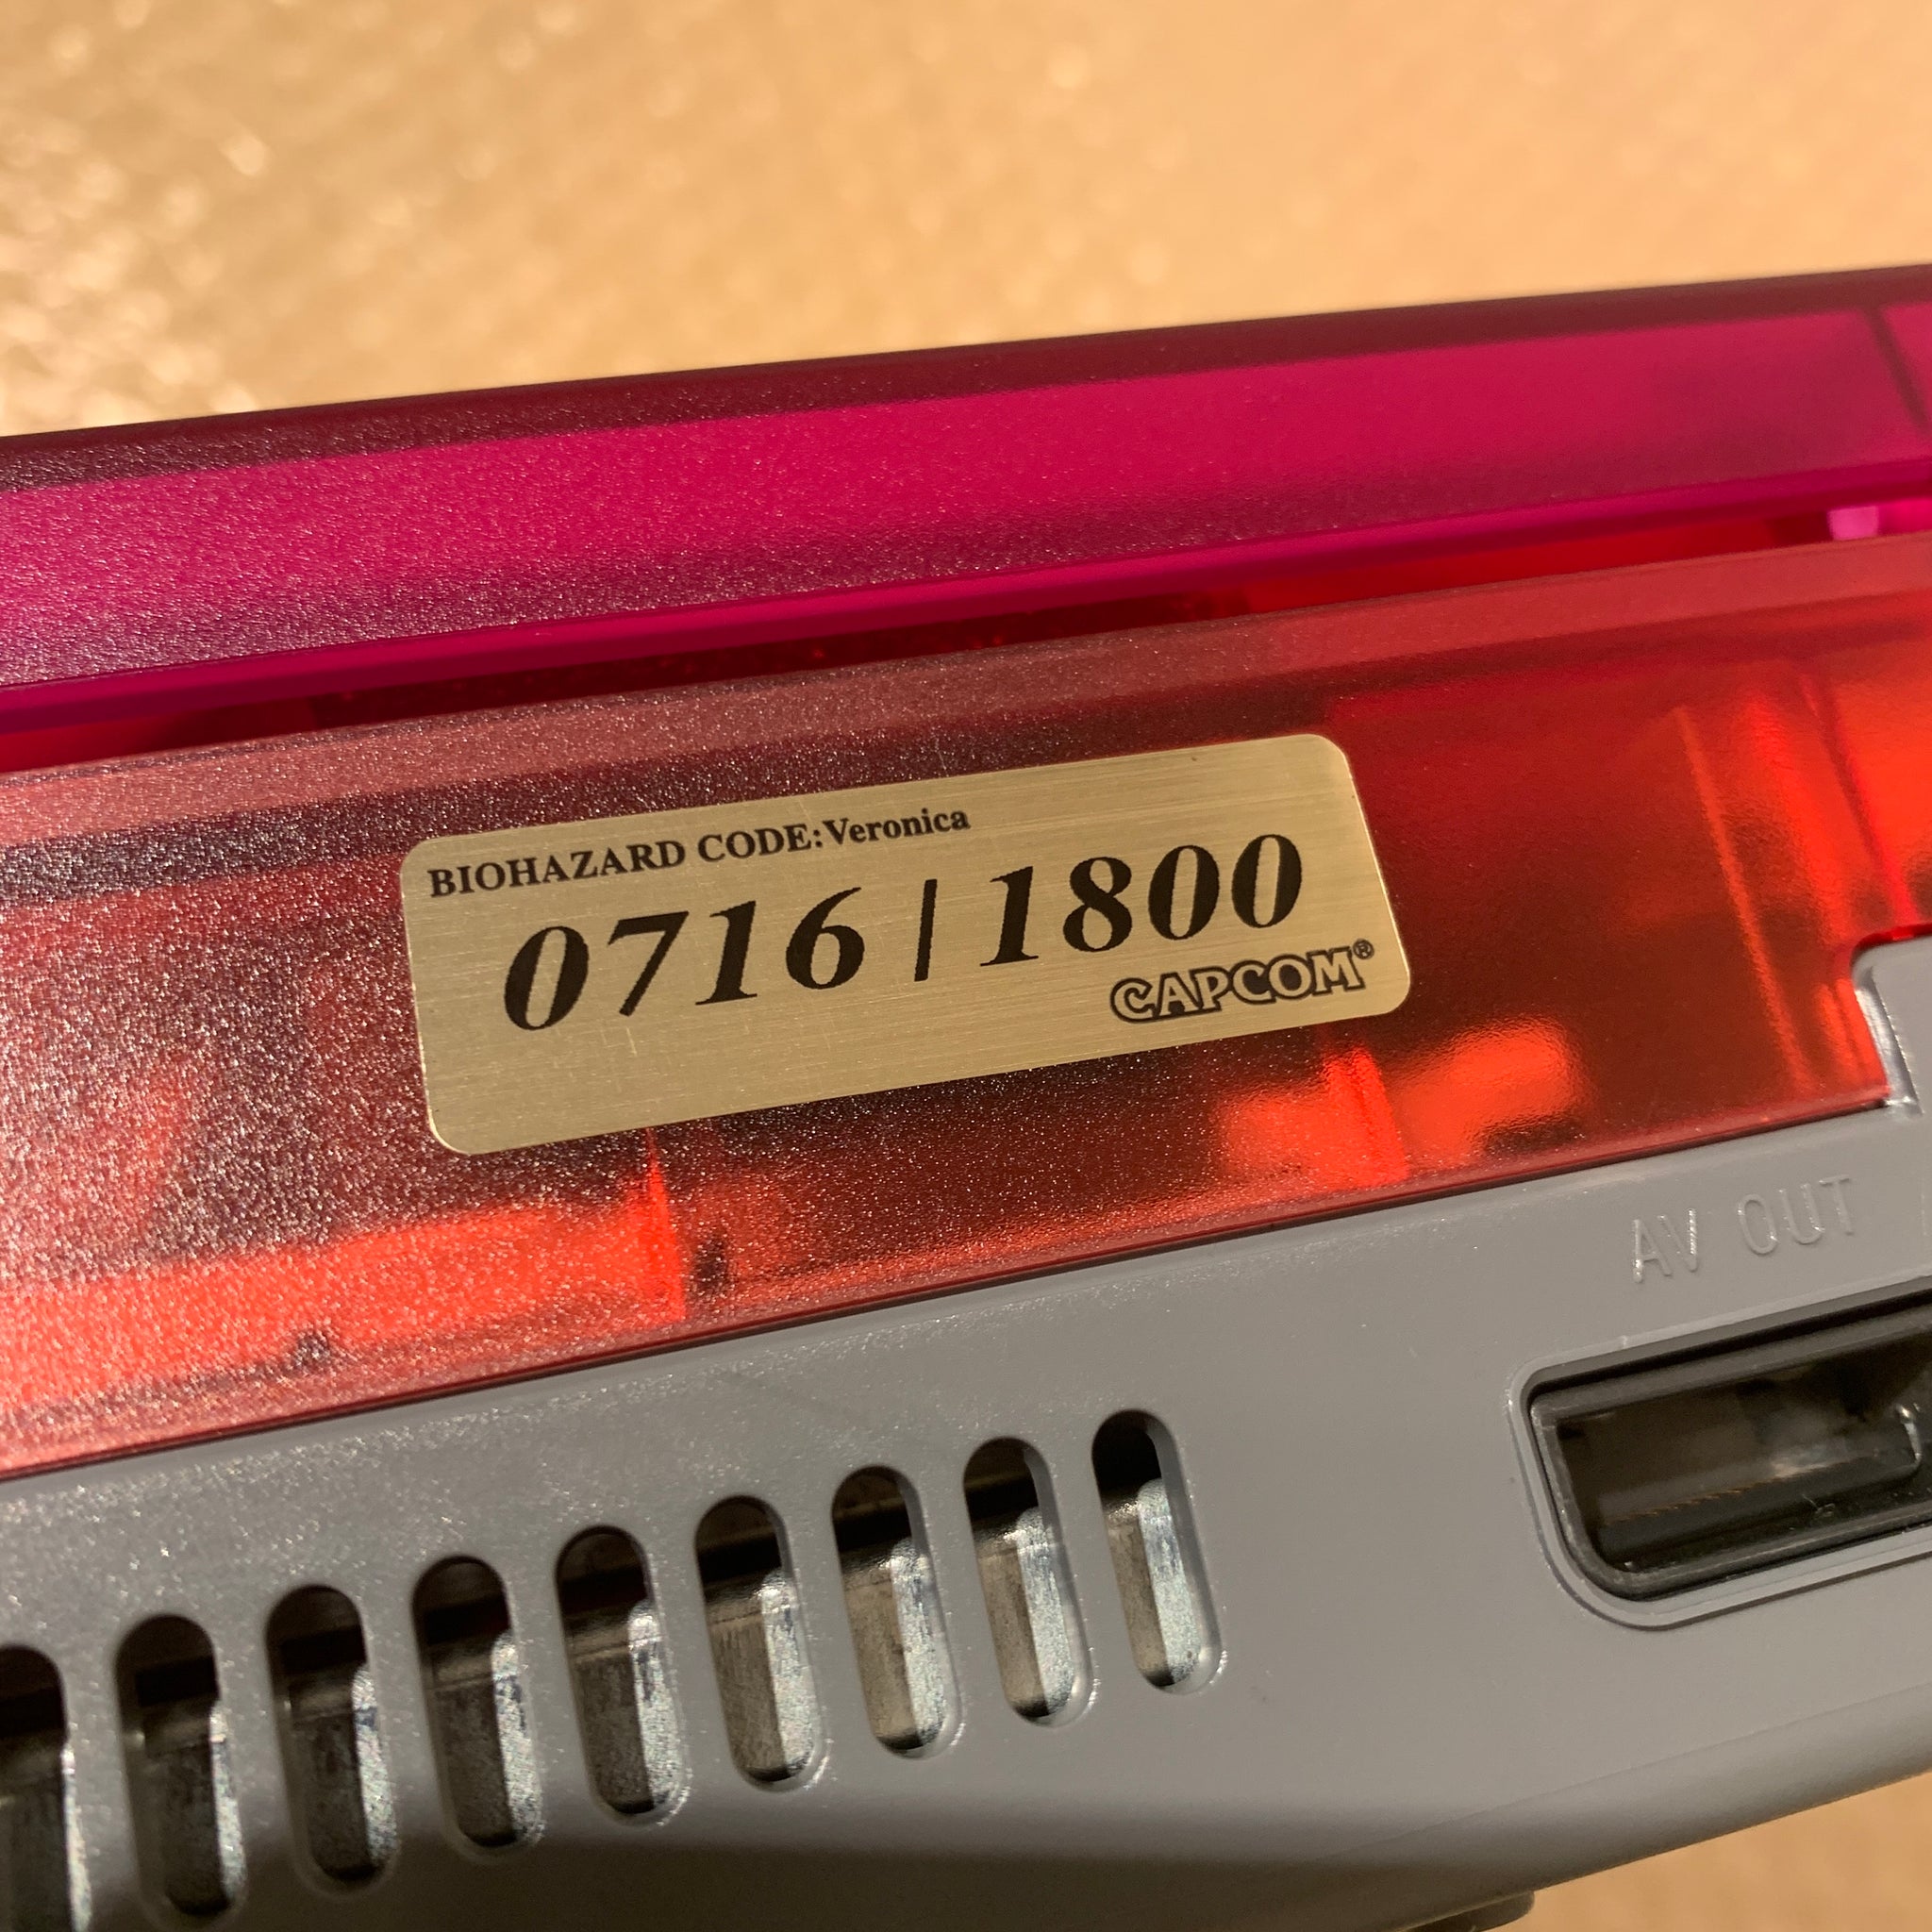 BIOHAZARD CODE:Veronica
0716 / 1800
CAPCOM®
AV OUT